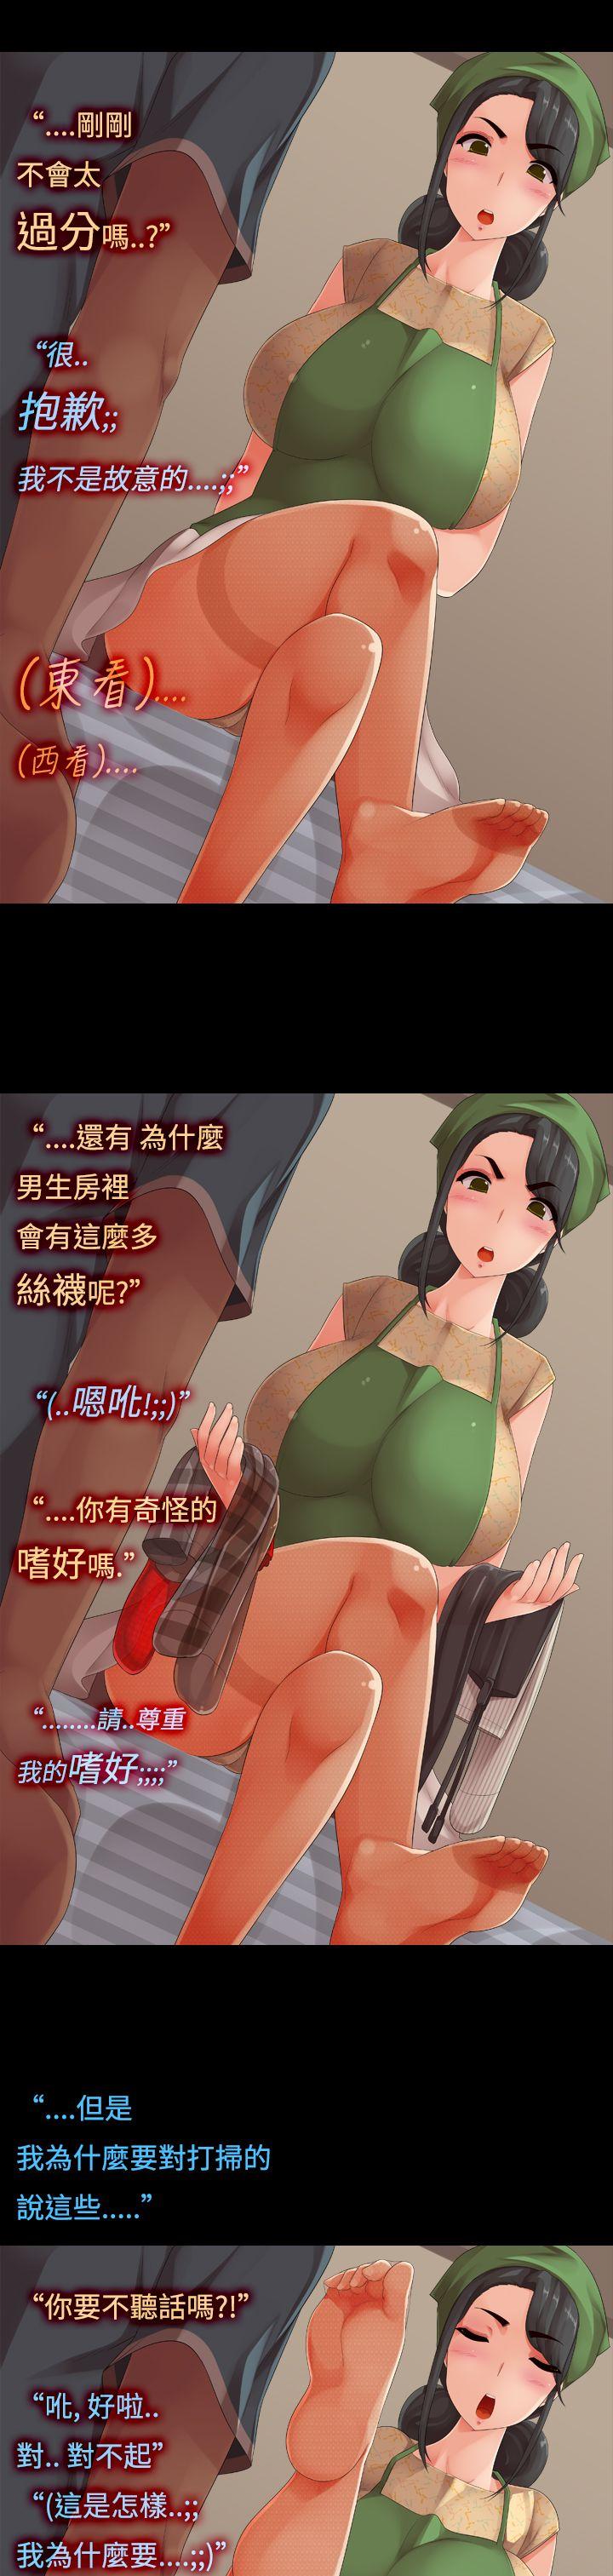 “....剛剛
不會太
過分嗎..?”
“很..
抱歉;;
我不是故意的....;;”
(東看)....
(西看)....
“....還有 為什麼
男生房裡
會有這麼多
絲襪呢?”
“(..嗯吪!;;)”
“....你有奇怪的
嗜好嗎.”
“........請..尊重
我的嗜好;;;;”
“....但是
我為什麼要對打掃的
說這些.....”
“你要不聽話嗎?!”
“吪, 好啦..
對.. 對不起”
“(這是怎樣..;;
我為什麼要....;;)”